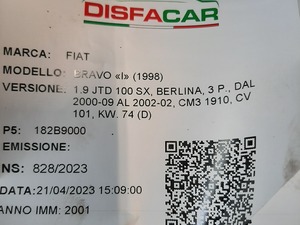 DISFACAR
MARCA: FIAT
MODELLO: BRAVO «I» (1998)
VERSIONE: 1.9 JTD 100 SX, BERLINA, 3 P., DAL
2000-09 AL 2002-02, CM3 1910, CV
101, KW. 74 (D)
P5: 182B9000
EMISSIONE:
NS: 828/2023
DATA: 21/04/2023 15:09:00
ANNO IMM: 2001